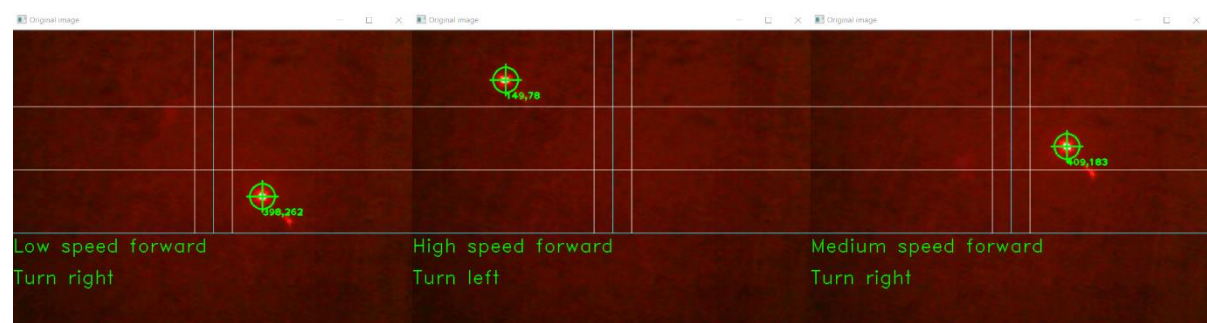 Original image
398,262
Low speed forward
Turn right
Original image
149,78
High speed forward
Turn left
Original image
409,183
Medium speed forward
Turn right